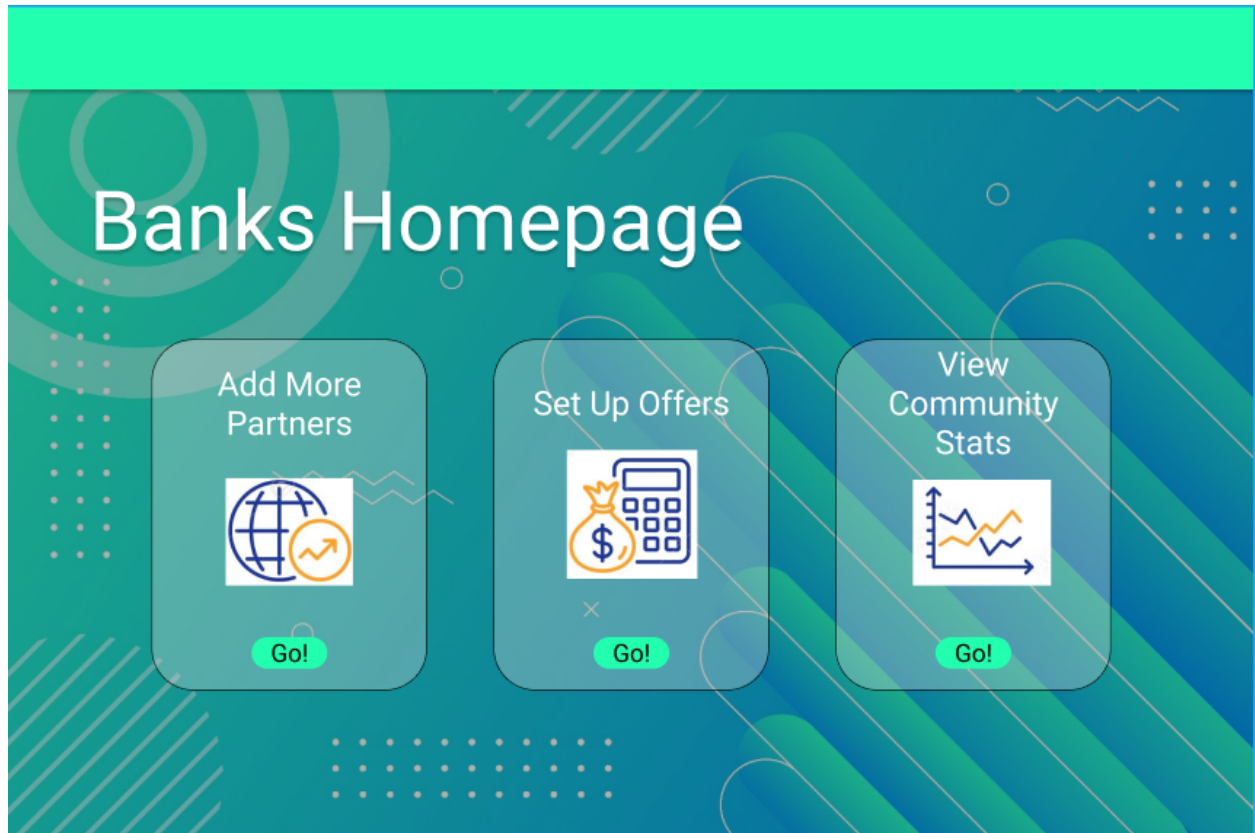 Banks Homepage
Add More
Partners
Go!
Set Up Offers
$
Go!
View
Community
Stats
Go!